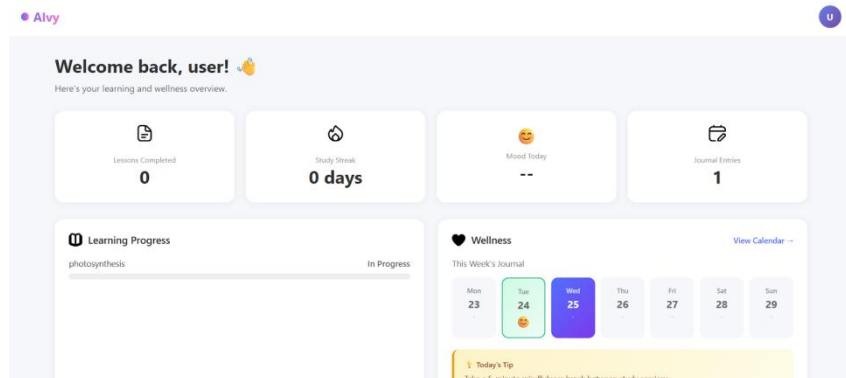 Alvy
U
Welcome back, user! 👋
Here's your learning and wellness overview.
Lessons Completed
0
Study Streak
0 days
Mood Today
--
Journal Entries
1
Learning Progress
photosynthesis In Progress
Wellness View Calendar →
This Week's Journal
Mon Tue Wed Thu Fri Sat Sun
23 24 25 26 27 28 29
Today's Tip